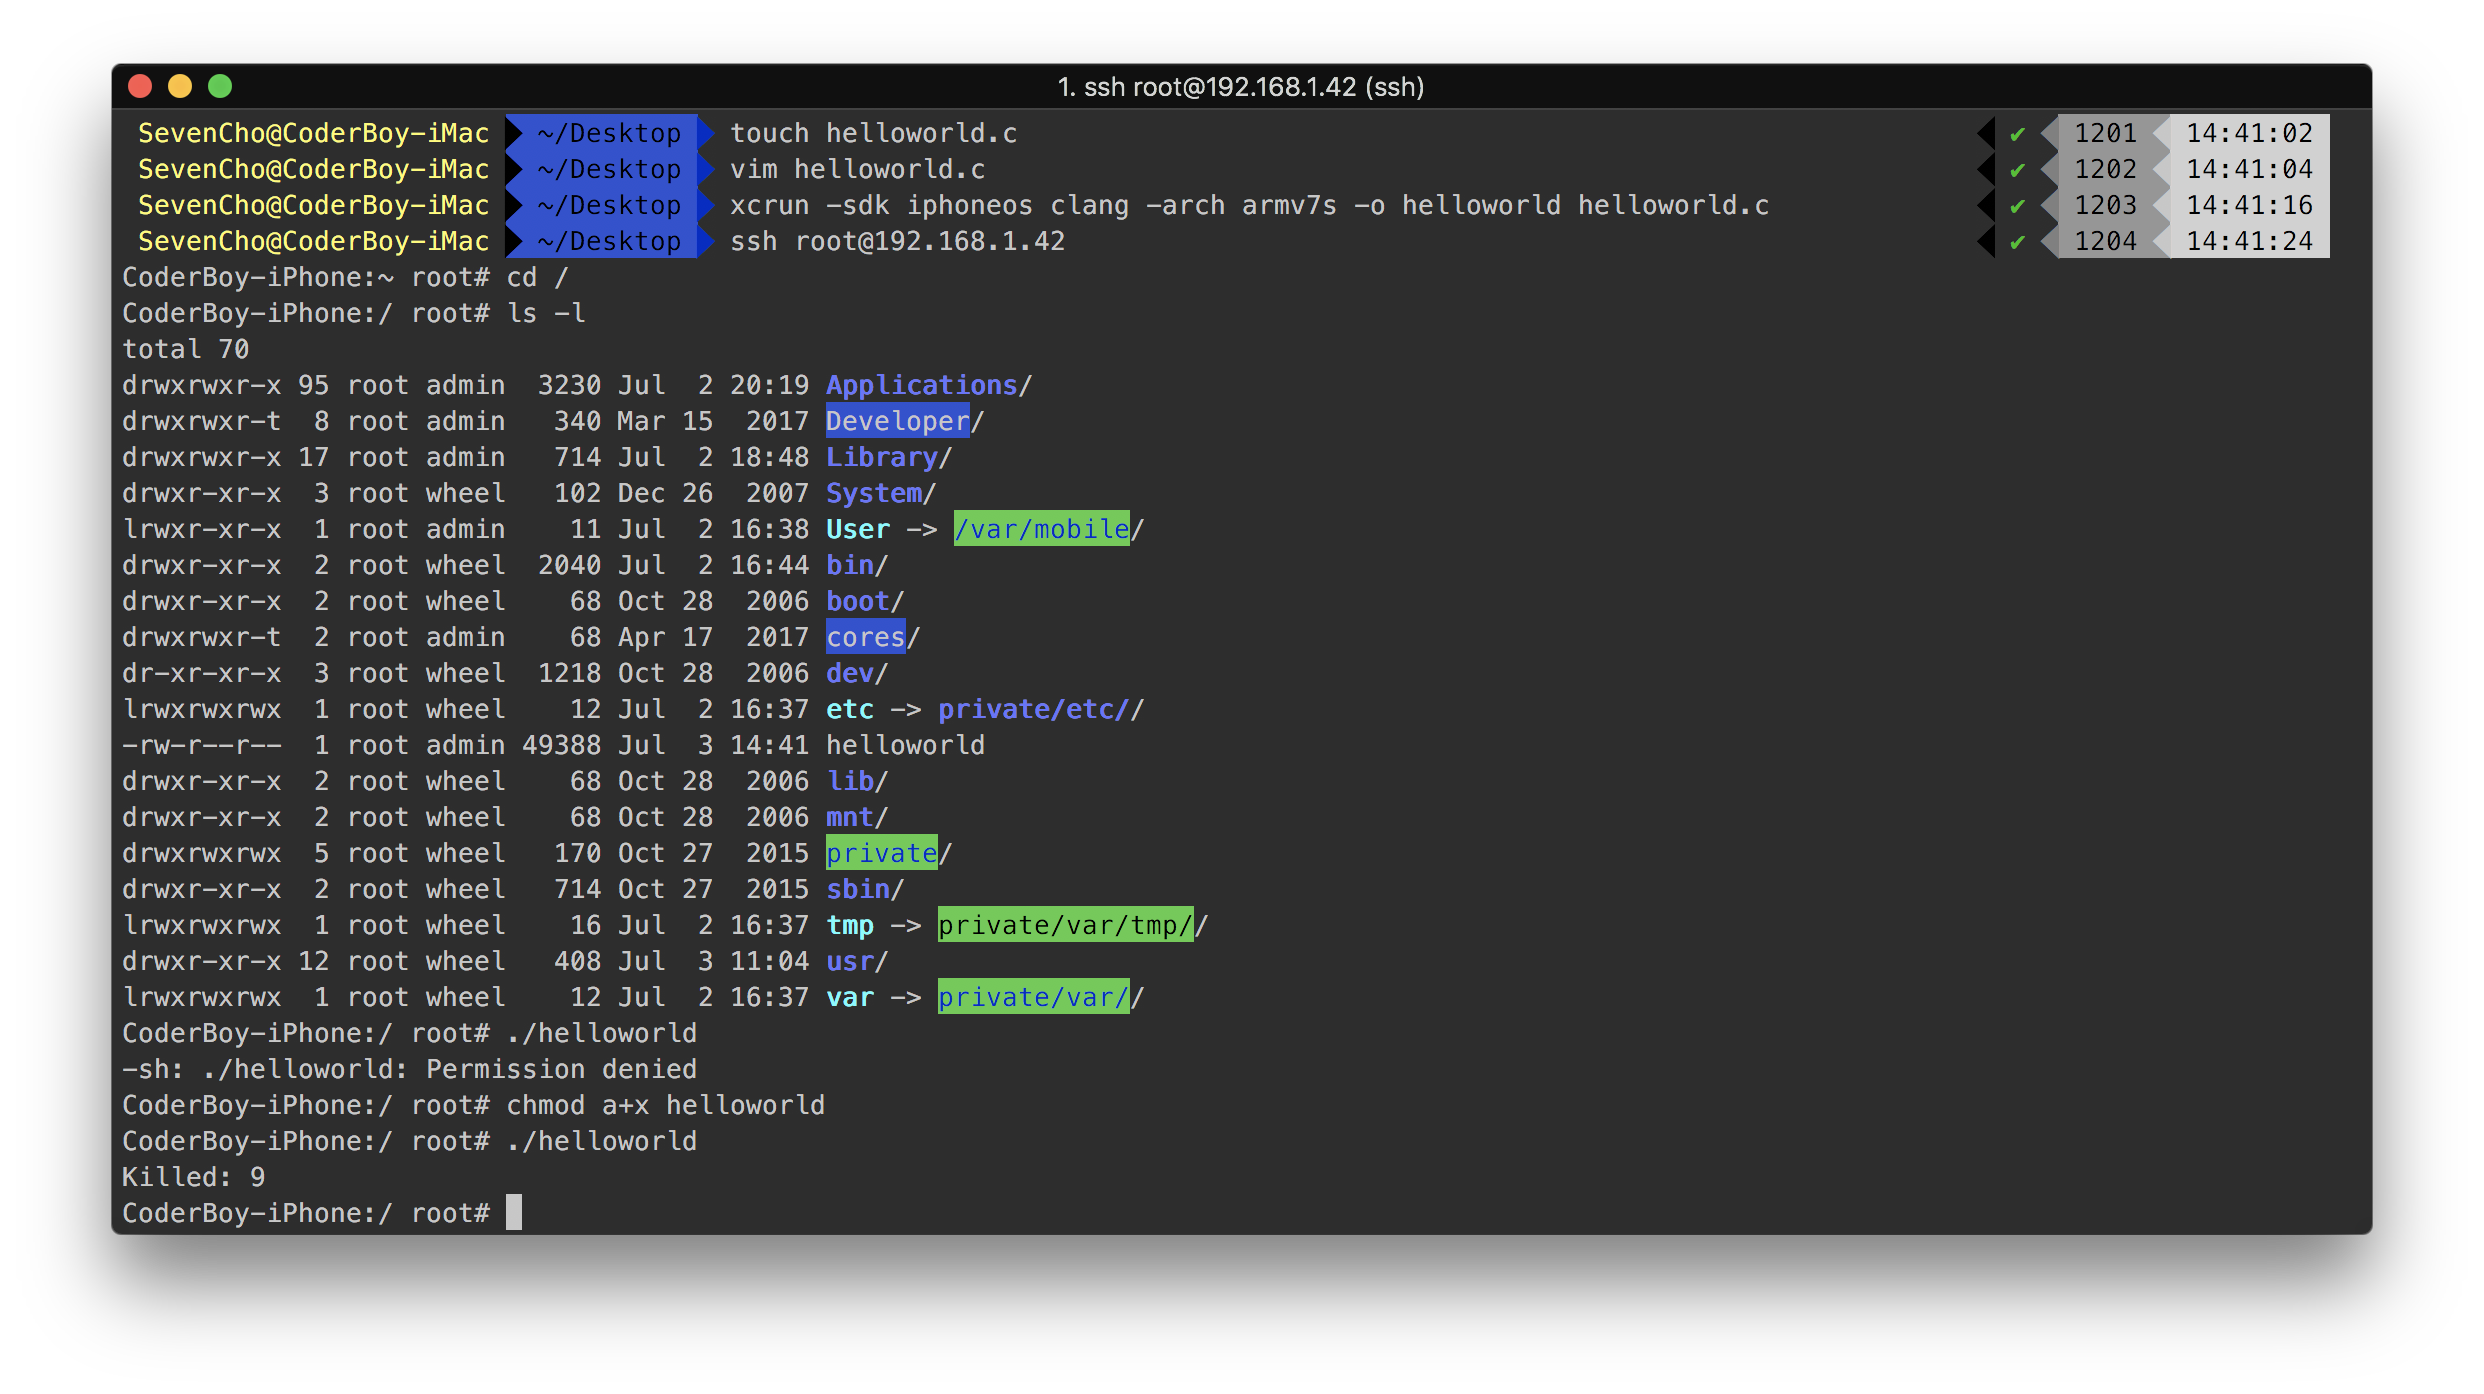 1. ssh root@192.168.1.42 (ssh)
SevenCho@CoderBoy-iMac ~/Desktop touch helloworld.c ✔ 1201 14:41:02
SevenCho@CoderBoy-iMac ~/Desktop vim helloworld.c ✔ 1202 14:41:04
SevenCho@CoderBoy-iMac ~/Desktop xcrun -sdk iphoneos clang -arch armv7s -o helloworld helloworld.c ✔ 1203 14:41:16
SevenCho@CoderBoy-iMac ~/Desktop ssh root@192.168.1.42 ✔ 1204 14:41:24
CoderBoy-iPhone:~ root# cd /
CoderBoy-iPhone:/ root# ls -l
total 70
drwxrwxr-x 95 root admin  3230 Jul  2 20:19 Applications/
drwxrwxr-t  8 root admin   340 Mar 15  2017 Developer/
drwxrwxr-x 17 root admin   714 Jul  2 18:48 Library/
drwxr-xr-x  3 root wheel   102 Dec 26  2007 System/
lrwxr-xr-x  1 root admin    11 Jul  2 16:38 User -> /var/mobile/
drwxr-xr-x  2 root wheel  2040 Jul  2 16:44 bin/
drwxr-xr-x  2 root wheel    68 Oct 28  2006 boot/
drwxrwxr-t  2 root admin    68 Apr 17  2017 cores/
dr-xr-xr-x  3 root wheel  1218 Oct 28  2006 dev/
lrwxrwxrwx  1 root wheel    12 Jul  2 16:37 etc -> private/etc//
-rw-r--r--  1 root admin 49388 Jul  3 14:41 helloworld
drwxr-xr-x  2 root wheel    68 Oct 28  2006 lib/
drwxr-xr-x  2 root wheel    68 Oct 28  2006 mnt/
drwxrwxrwx  5 root wheel   170 Oct 27  2015 private/
drwxr-xr-x  2 root wheel   714 Oct 27  2015 sbin/
lrwxrwxrwx  1 root wheel    16 Jul  2 16:37 tmp -> private/var/tmp//
drwxr-xr-x 12 root wheel   408 Jul  3 11:04 usr/
lrwxrwxrwx  1 root wheel    12 Jul  2 16:37 var -> private/var//
CoderBoy-iPhone:/ root# ./helloworld
-sh: ./helloworld: Permission denied
CoderBoy-iPhone:/ root# chmod a+x helloworld
CoderBoy-iPhone:/ root# ./helloworld
Killed: 9
CoderBoy-iPhone:/ root#